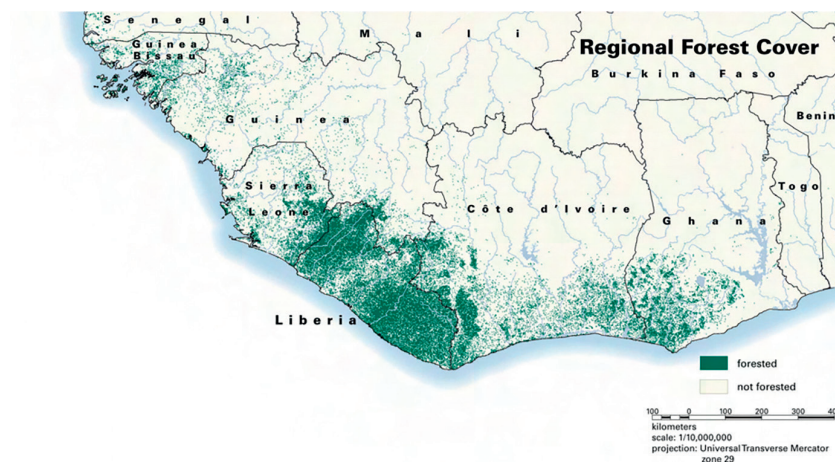 Senegal
Guinea
Bissau
Mali
Regional Forest Cover
Burkina Faso
Benin
Guinea
Sierra
Leone
Côte d'Ivoire
Ghana
Togo
Liberia
forested
not forested
100 0 100 200 300 40
kilometers
scale: 1/10,000,000
projection: Universal Transverse Mercator
zone 29